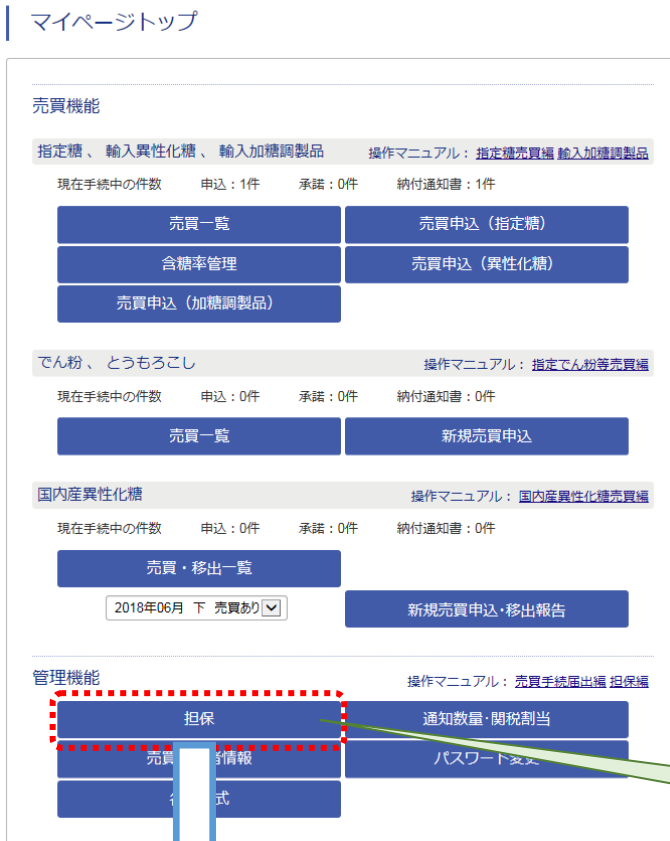 マイページトップ
売買機能
指定糖 、 輸入異性化糖 、 輸入加糖調製品 操作マニュアル： 指定糖売買編 輸入加糖調製品
現在手続中の件数 申込：1件 承諾：0件 納付通知書：1件
売買一覧 売買申込（指定糖）
含糖率管理 売買申込（異性化糖）
売買申込（加糖調製品）
でん粉 、 とうもろこし 操作マニュアル： 指定でん粉等売買編
現在手続中の件数 申込：0件 承諾：0件 納付通知書：0件
売買一覧 新規売買申込
国内産異性化糖 操作マニュアル： 国内産異性化糖売買編
現在手続中の件数 申込：0件 承諾：0件 納付通知書：0件
売買・移出一覧
2018年06月 下 売買あり 新規売買申込・移出報告
管理機能 操作マニュアル： 売買手続届出編 担保編
担保 通知数量・関税割当
売買 情報 パスワード変更
式